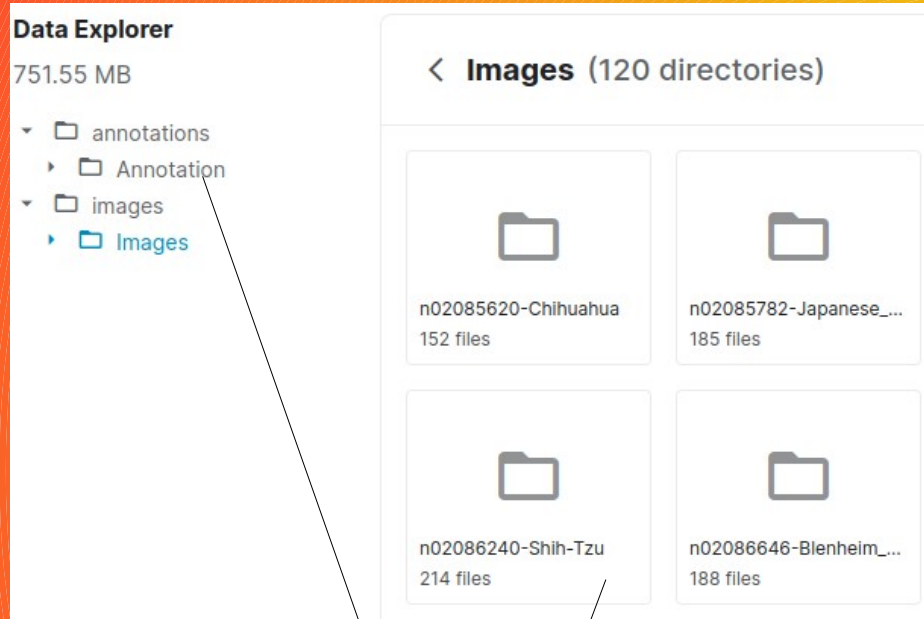 Data Explorer
751.55 MB
annotations
Annotation
images
Images
Images (120 directories)
n02085620-Chihuahua
152 files
n02085782-Japanese_...
185 files
n02086240-Shih-Tzu
214 files
n02086646-Blenheim_...
188 files